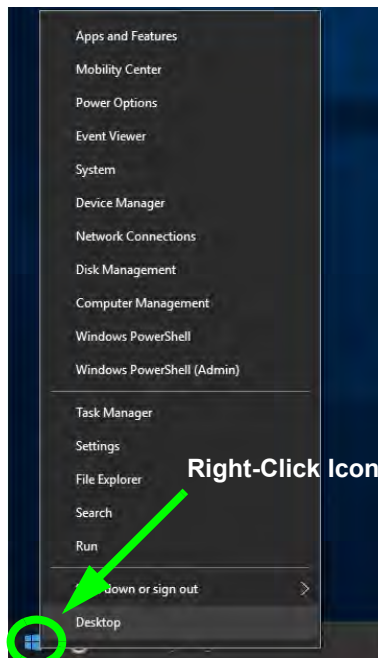 Apps and Features
Mobility Center
Power Options
Event Viewer
System
Device Manager
Network Connections
Disk Management
Computer Management
Windows PowerShell
Windows PowerShell (Admin)
Task Manager
Settings
File Explorer
Right-Click Icon
Search
Run
down or sign out
Desktop